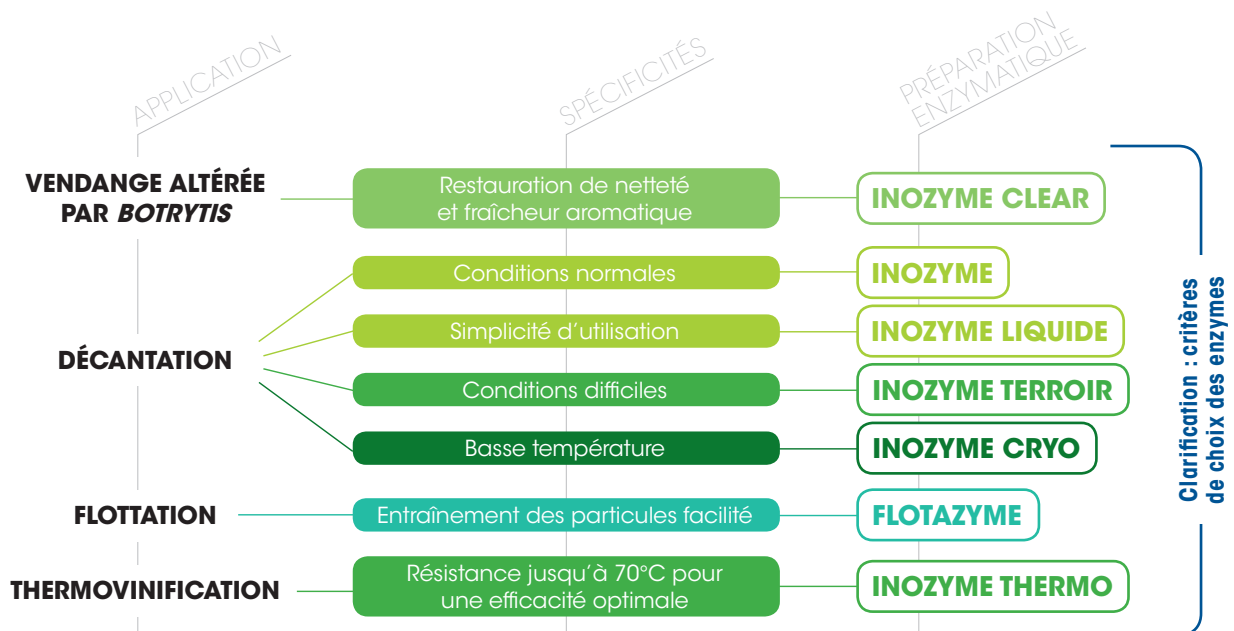 APPLICATION
SPÉCIFICITÉS
PRÉPARATION
ENZYMATIQUE
VENDANGE ALTÉRÉE
PAR BOTRYTIS
Restauration de netteté
et fraîcheur aromatique
INOZYME CLEAR
DÉCANTATION
Conditions normales
INOZYME
Simplicité d'utilisation
INOZYME LIQUIDE
Conditions difficiles
INOZYME TERROIR
Basse température
INOZYME CRYO
FLOTTATION
Entraînement des particules facilité
FLOTAZYME
THERMOVINIFICATION
Résistance jusqu'à 70°C pour
une efficacité optimale
INOZYME THERMO
Clarification : critères
de choix des enzymes